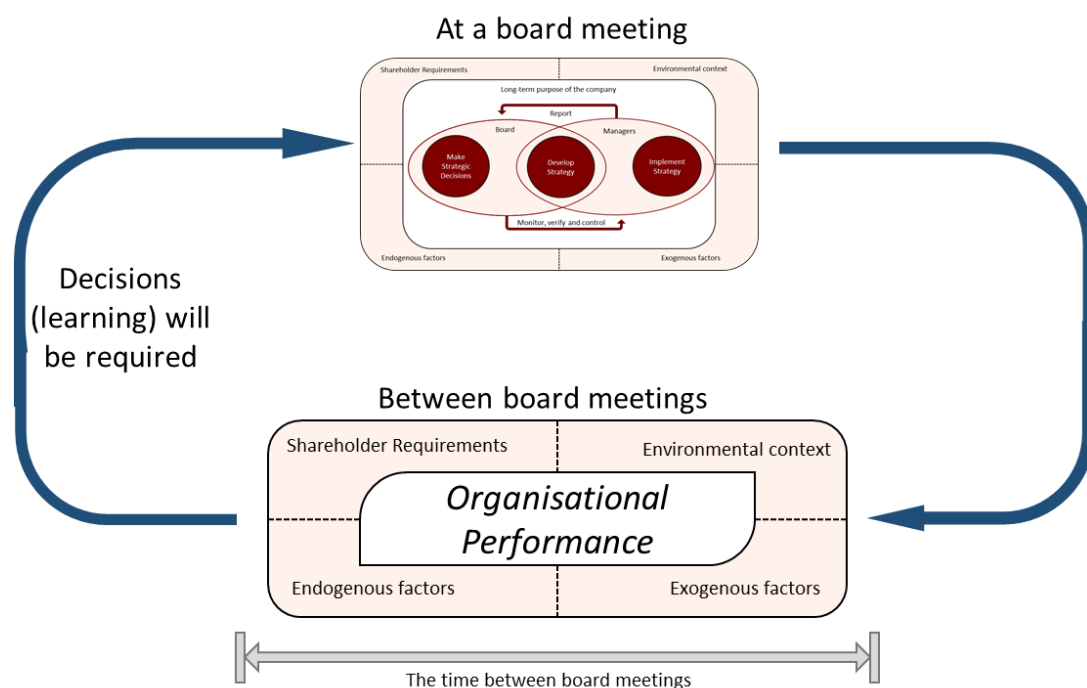 At a board meeting
Shareholder Requirements
Environmental context
Long-term purpose of the company
Report
Board
Managers
Make
Strategic
Decisions
Develop
Strategy
Implement
Strategy
Monitor, verify and control
Endogenous factors
Exogenous factors
Decisions
(learning) will
be required
Between board meetings
Shareholder Requirements
Environmental context
Organisational
Performance
Endogenous factors
Exogenous factors
The time between board meetings